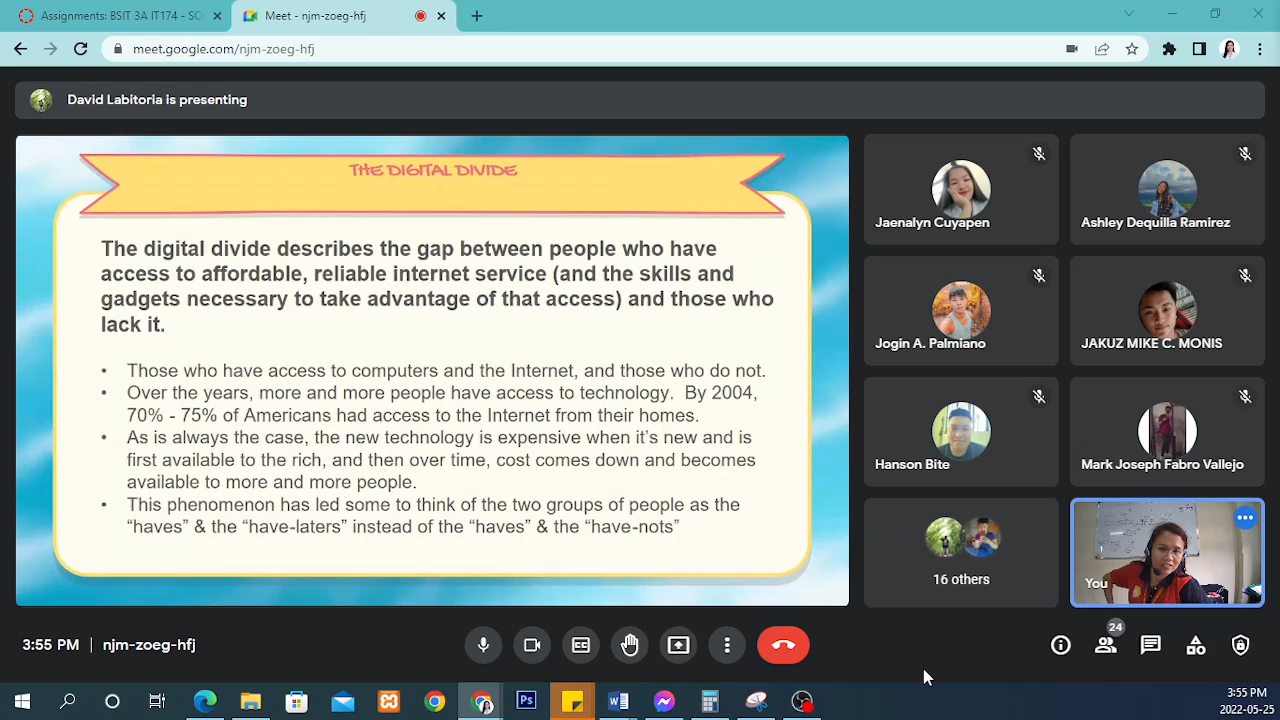 Assignments: BSIT 3A IT174 - SO
Meet - njm-zoeg-hfj
meet.google.com/njm-zoeg-hfj
David Labitoria is presenting
THE DIGITAL DIVIDE
The digital divide describes the gap between people who have
access to affordable, reliable internet service (and the skills and
gadgets necessary to take advantage of that access) and those who
lack it.
• Those who have access to computers and the Internet, and those who do not.
• Over the years, more and more people have access to technology.  By 2004,
70% - 75% of Americans had access to the Internet from their homes.
• As is always the case, the new technology is expensive when it's new and is
first available to the rich, and then over time, cost comes down and becomes
available to more and more people.
• This phenomenon has led some to think of the two groups of people as the
“haves” & the “have-laters” instead of the “haves” & the “have-nots”
Jaenalyn Cuyapen
Ashley Dequilla Ramirez
Jogin A. Palmiano
JAKUZ MIKE C. MONIS
Hanson Bite
Mark Joseph Fabro Vallejo
16 others
You
3:55 PM | njm-zoeg-hfj
24
Ps
3:55 PM
2022-05-25